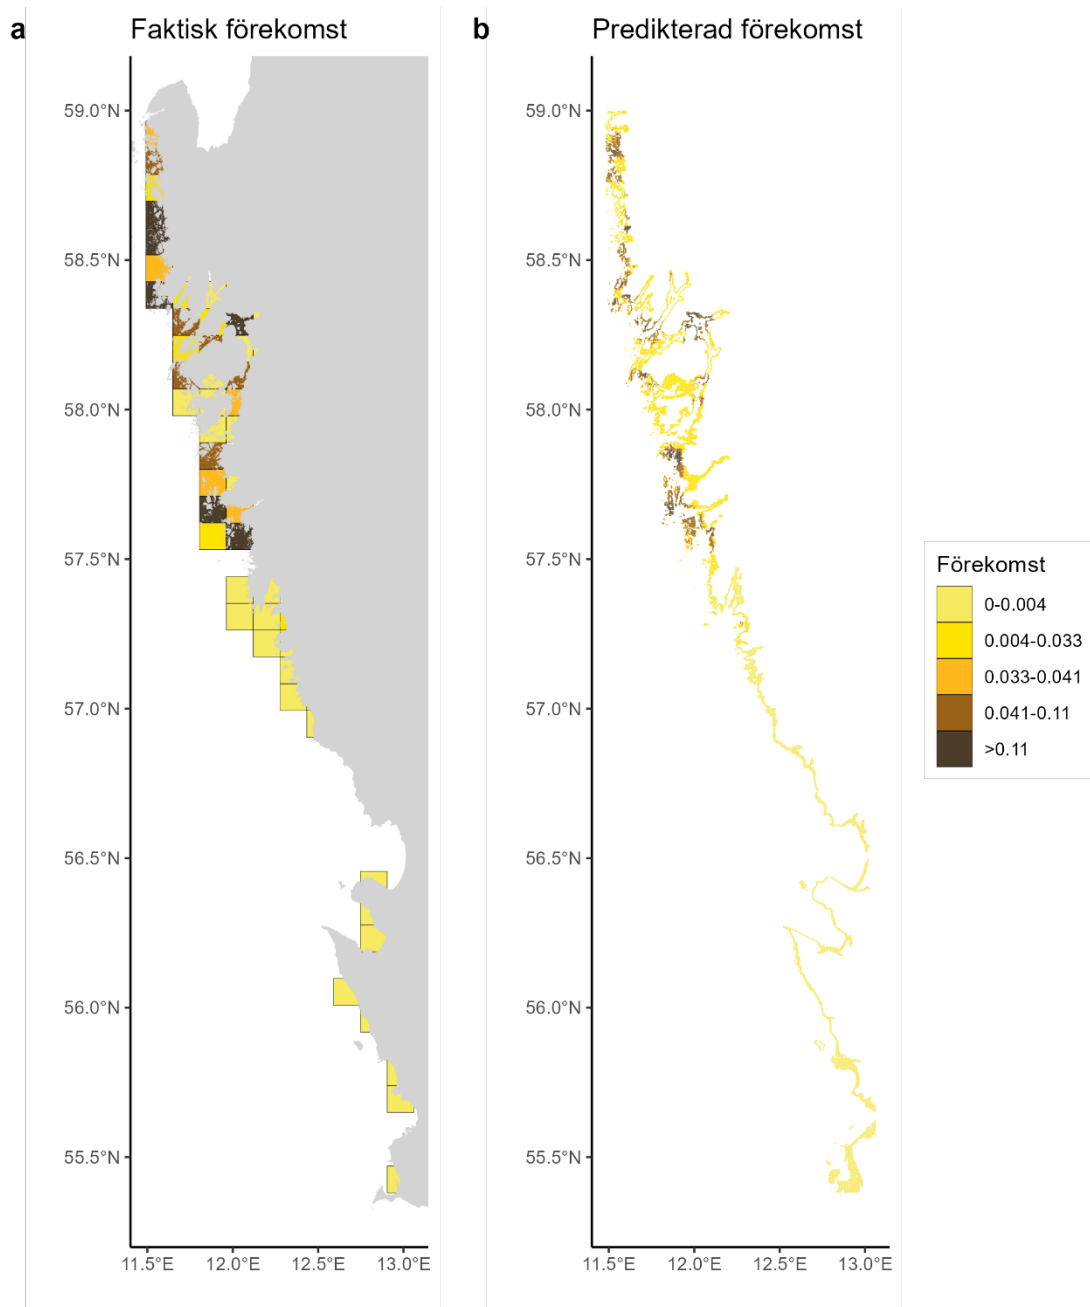 a
Faktisk förekomst
59.0°N
58.5°N
58.0°N
57.5°N
57.0°N
56.5°N
56.0°N
55.5°N
11.5°E 12.0°E 12.5°E 13.0°E
b
Predikterad förekomst
59.0°N
58.5°N
58.0°N
57.5°N
57.0°N
56.5°N
56.0°N
55.5°N
11.5°E 12.0°E 12.5°E 13.0°E
Förekomst
0-0.004
0.004-0.033
0.033-0.041
0.041-0.11
>0.11